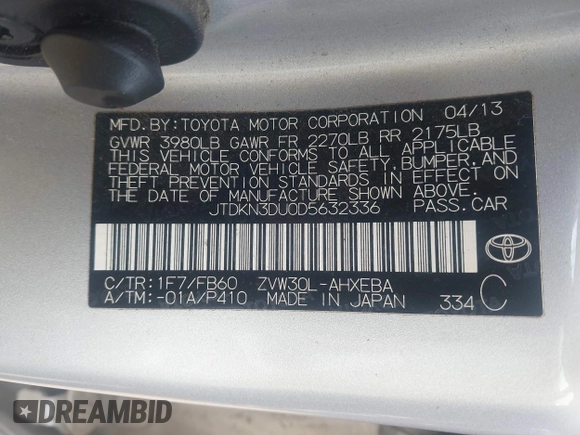 MFD. BY: TOYOTA MOTOR CORPORATION 04/13
GVWR 3980LB GAWR FR 2270LB RR 2175LB
THIS VEHICLE CONFORMS TO ALL APPLICABLE
FEDERAL MOTOR VEHICLE SAFETY, BUMPER, AND
THEFT PREVENTION STANDARDS IN EFFECT ON
THE DATE OF MANUFACTURE SHOWN ABOVE.
JTDKN3DU0D5632336 PASS. CAR
C/TR: 1F7/FB60 ZVW30L-AHXEBA
A/TM: -01A/P410 MADE IN JAPAN 334 C
DREAMBID